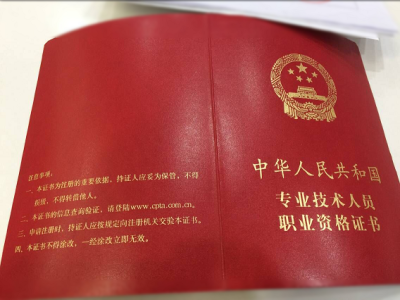 注意事项:
一、本证书为注册的重要依据,持证人应妥为保管,不得
损毁,不得转借他人。
二、本证书的信息查询验证,请登陆www.cpta.com.cn。
三、申请注册时,持证人应按规定向注册机关交验本证书。
四、本证书不得涂改,一经涂改立即无效。
中华人民共和国
专业技术人员
职业资格证书